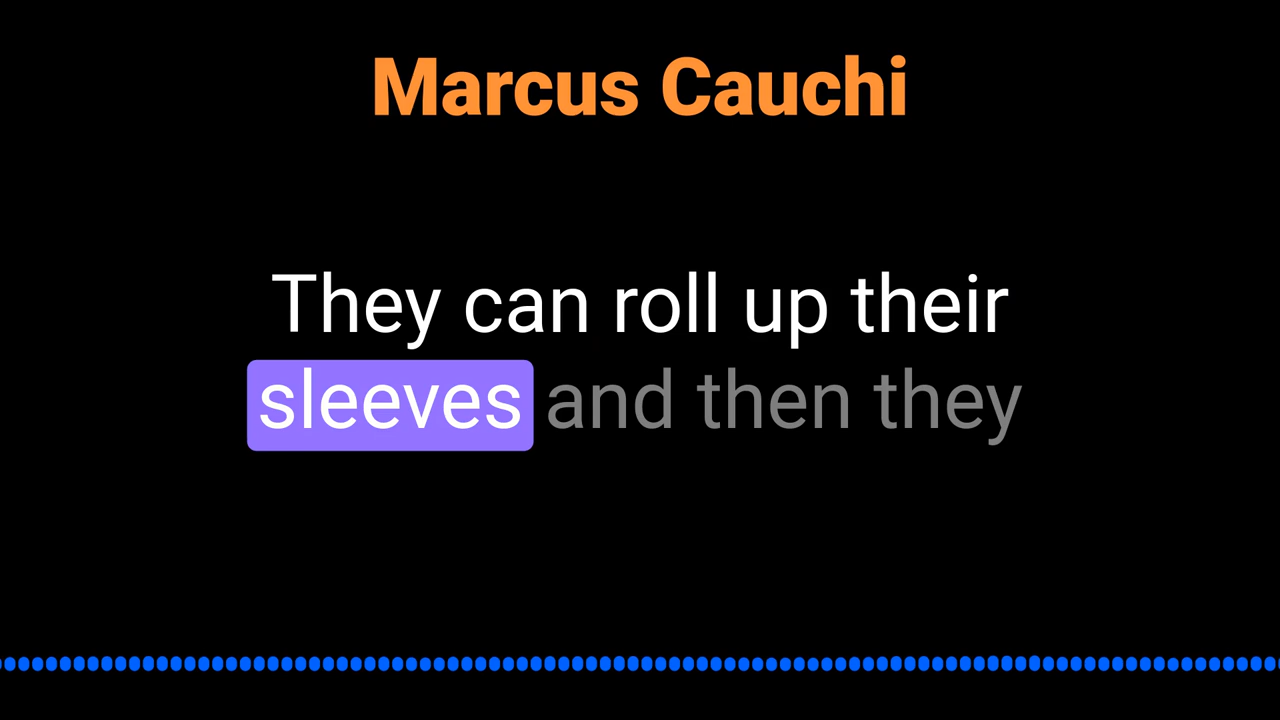 Marcus Cauchi
They can roll up their
sleeves and then they